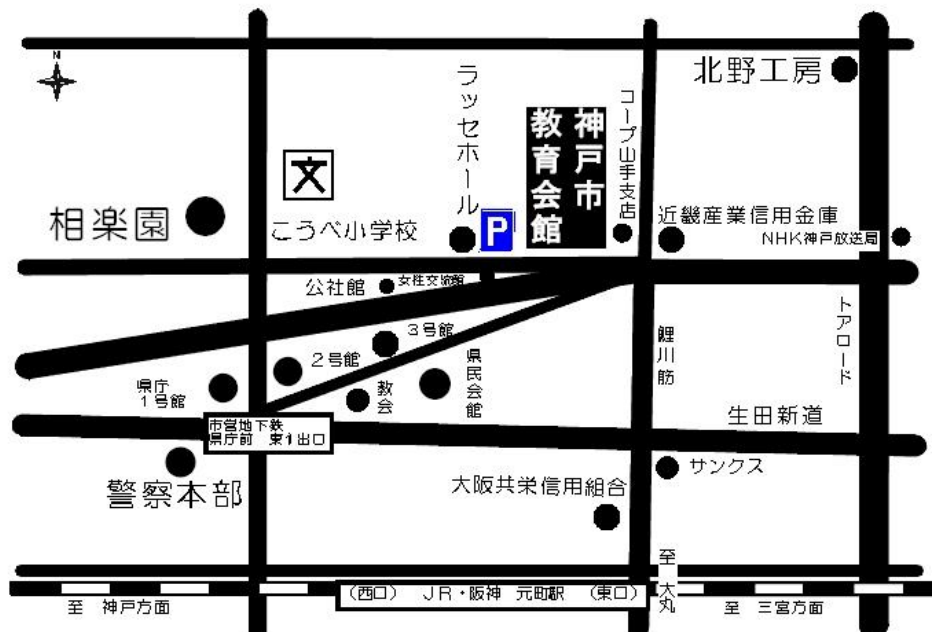 N
北野工房
ラッセホール
神戸市
教育会館
コープ山手支店
文
相楽園
こうべ小学校
P
近畿産業信用金庫
NHK神戸放送局
公社館
女性交流館
3号館
2号館
県庁
1号館
教会
県民会館
鯉川筋
トアロード
市営地下鉄
県庁前 東1出口
生田新道
警察本部
大阪共栄信用組合
サンクス
至 大丸
(西口) JR・阪神 元町駅 (東口)
至 神戸方面
至 三宮方面